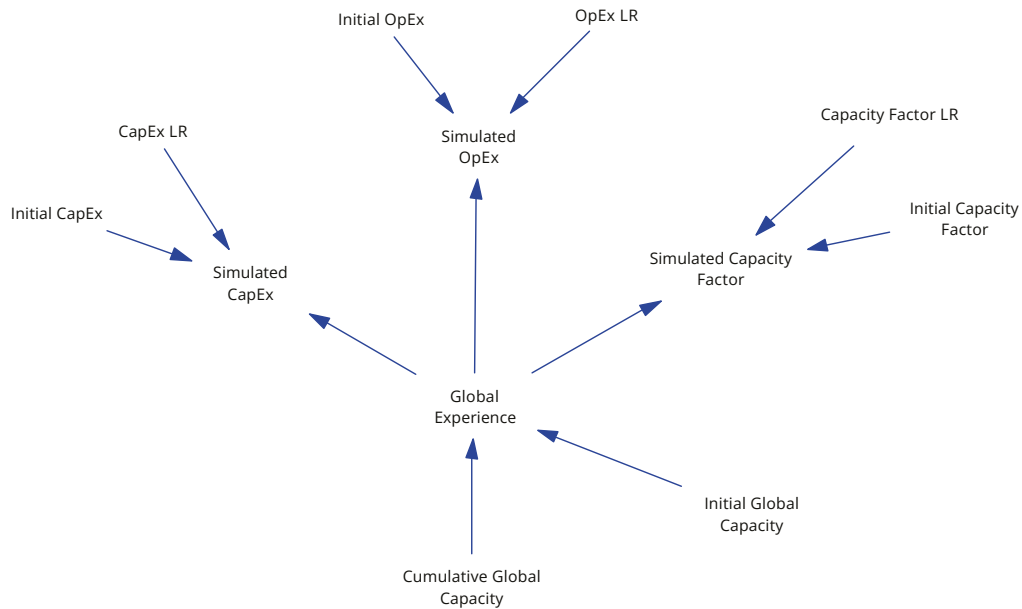 Initial OpEx
OpEx LR
Capacity Factor LR
CapEx LR
Simulated
OpEx
Initial CapEx
Initial Capacity
Factor
Simulated
CapEx
Simulated Capacity
Factor
Global
Experience
Initial Global
Capacity
Cumulative Global
Capacity